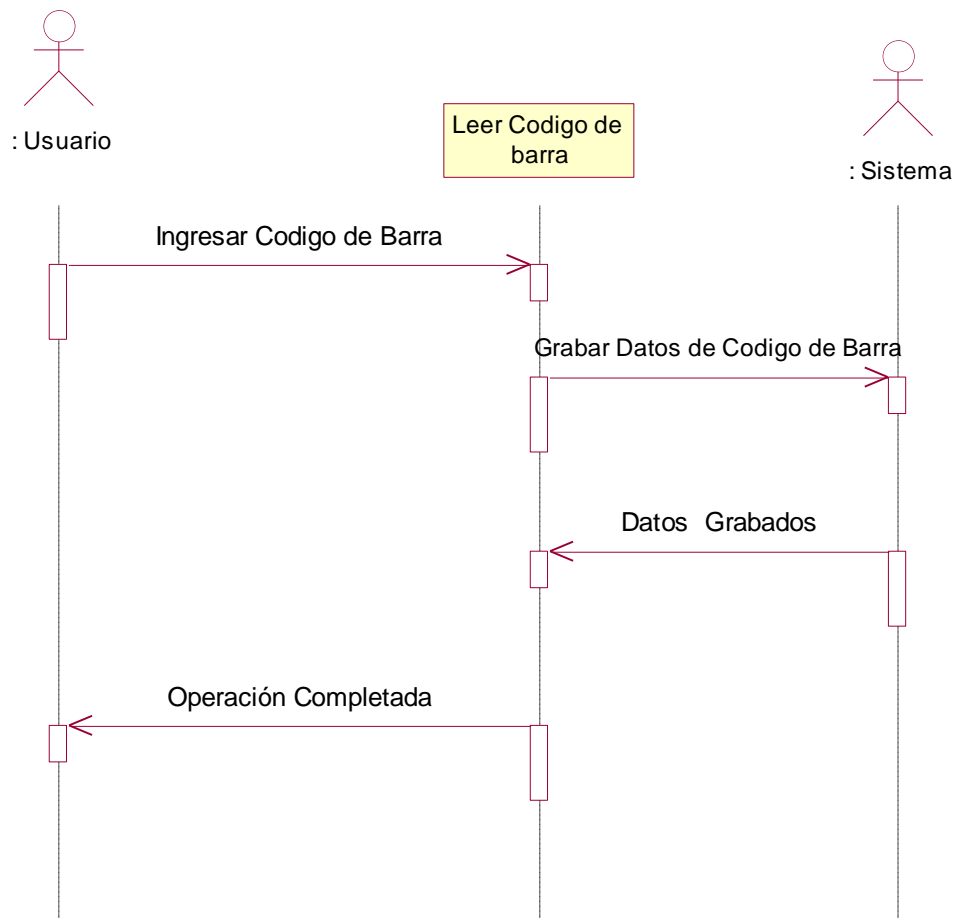 : Usuario
Leer Codigo de
barra
: Sistema
Ingresar Codigo de Barra
Grabar Datos de Codigo de Barra
Datos Grabados
Operación Completada